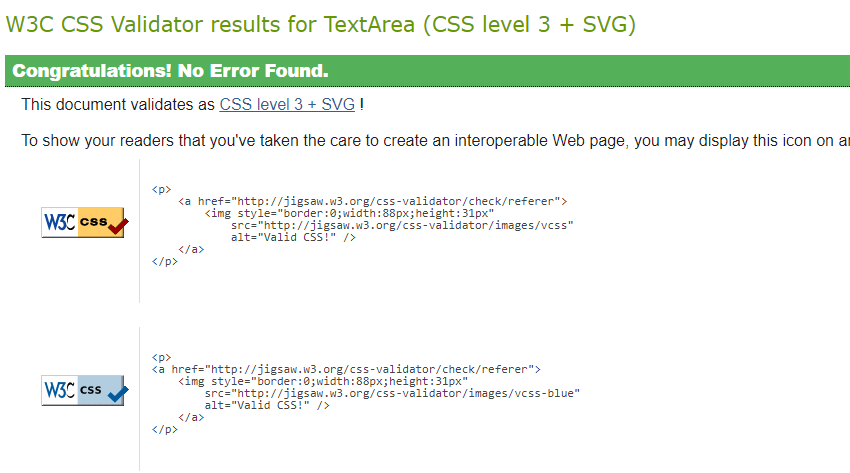 W3C CSS Validator results for TextArea (CSS level 3 + SVG)
Congratulations! No Error Found.
This document validates as CSS level 3 + SVG !
To show your readers that you've taken the care to create an interoperable Web page, you may display this icon on
<p>
<a href="http://jigsaw.w3.org/css-validator/check/referer">
<img style="border:0;width:88px;height:31px"
W3C css
src="http://jigsaw.w3.org/css-validator/images/vcss"
alt="Valid CSS!" />
</a>
</p>
<p>
<a href="http://jigsaw.w3.org/css-validator/check/referer">
<img style="border:0;width:88px;height:31px"
W3C css
src="http://jigsaw.w3.org/css-validator/images/vcss-blue"
alt="Valid CSS!" />
</a>
</p>